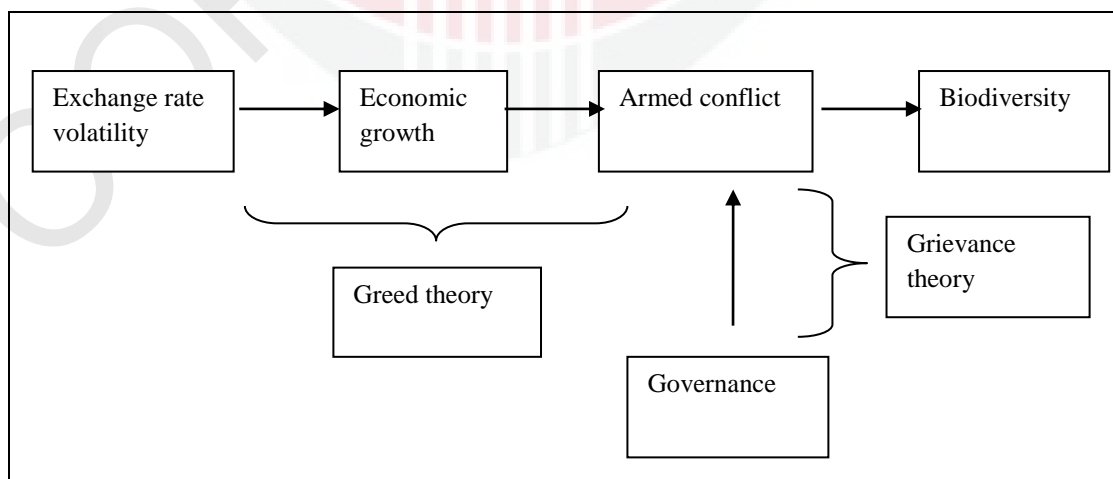 Exchange rate
volatility
Economic
growth
Armed conflict
Biodiversity
Greed theory
Grievance
theory
Governance